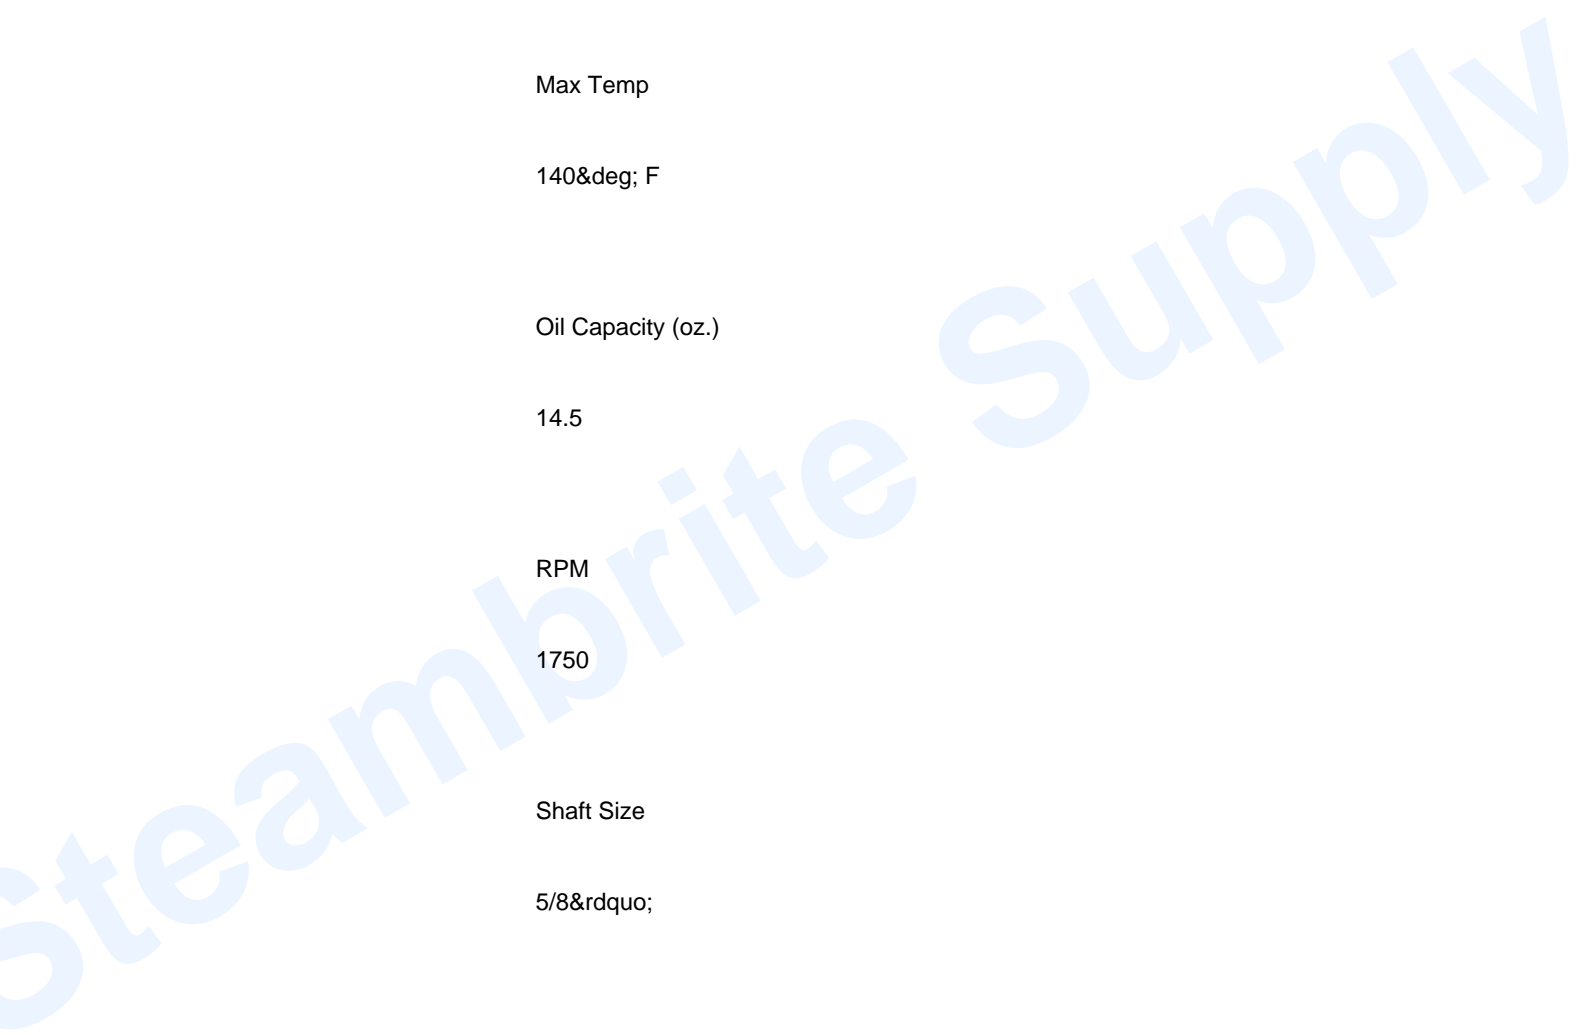 Max Temp
140&deg; F
Oil Capacity (oz.)
14.5
RPM
1750
Shaft Size
5/8&rdquo;
Steambrite Supply